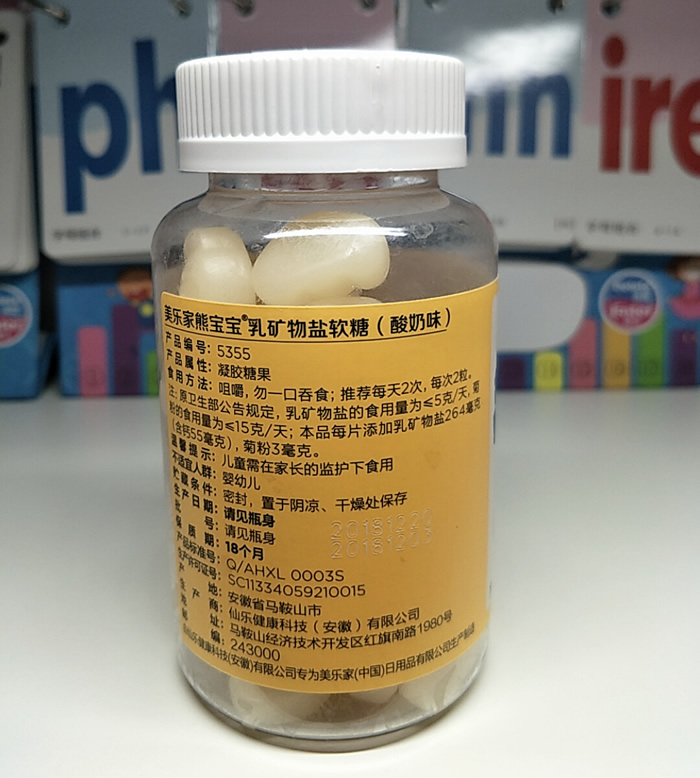 ph
in
ire
美乐家熊宝宝®乳矿物盐软糖（酸奶味）
产品编号：5355
产品属性：凝胶糖果
食用方法：咀嚼，勿一口吞食；推荐每天2次，每次2粒。
注：原卫生部公告规定，乳矿物盐的食用量为≤5克/天，菊
粉的食用量为≤15克/天；本品每片添加乳矿物盐264毫克
（含钙55毫克），菊粉3毫克。
温馨提示：儿童需在家长的监护下食用
不适宜人群：婴幼儿
贮藏条件：密封，置于阴凉、干燥处保存
生产日期：请见瓶身
批号：请见瓶身
保质期：18个月
产品标准号：Q/AHXL 0003S
生产许可证号：SC11334059210015
产地：安徽省马鞍山市
生产商：仙乐健康科技（安徽）有限公司
地址：马鞍山经济技术开发区红旗南路1980号
邮编：243000
仙乐健康科技(安徽)有限公司专为美乐家(中国)日用品有限公司生产制造